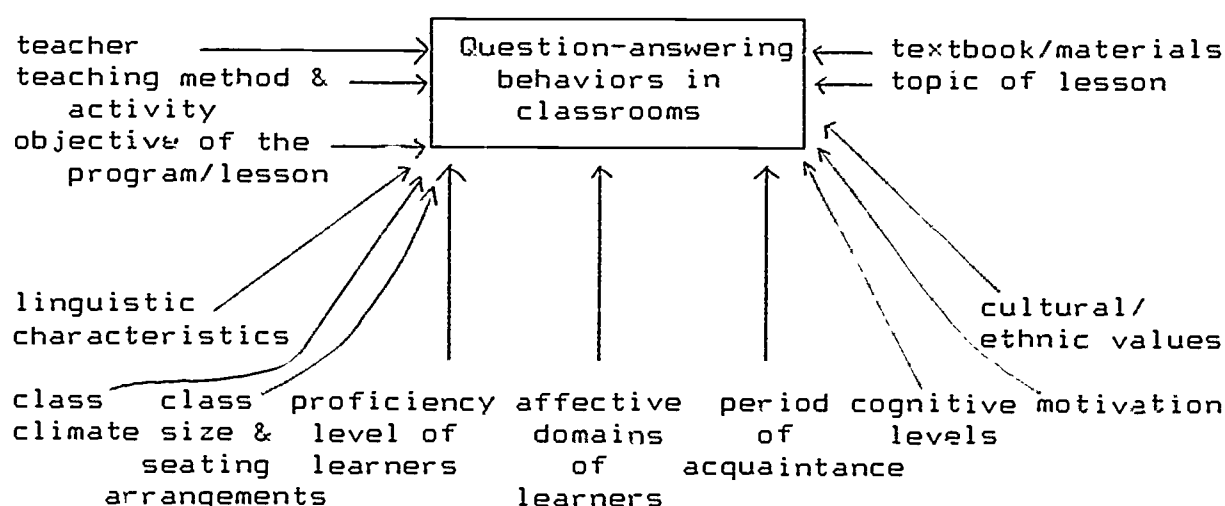 teacher
teaching method &
activity
objective of the
program/lesson
Question-answering
behaviors in
classrooms
textbook/materials
topic of lesson
linguistic
characteristics
cultural/
ethnic values
class
climate
class
size &
seating
arrangements
proficiency
level of
learners
affective
domains
of
learners
period
of
acquaintance
cognitive
levels
motivation